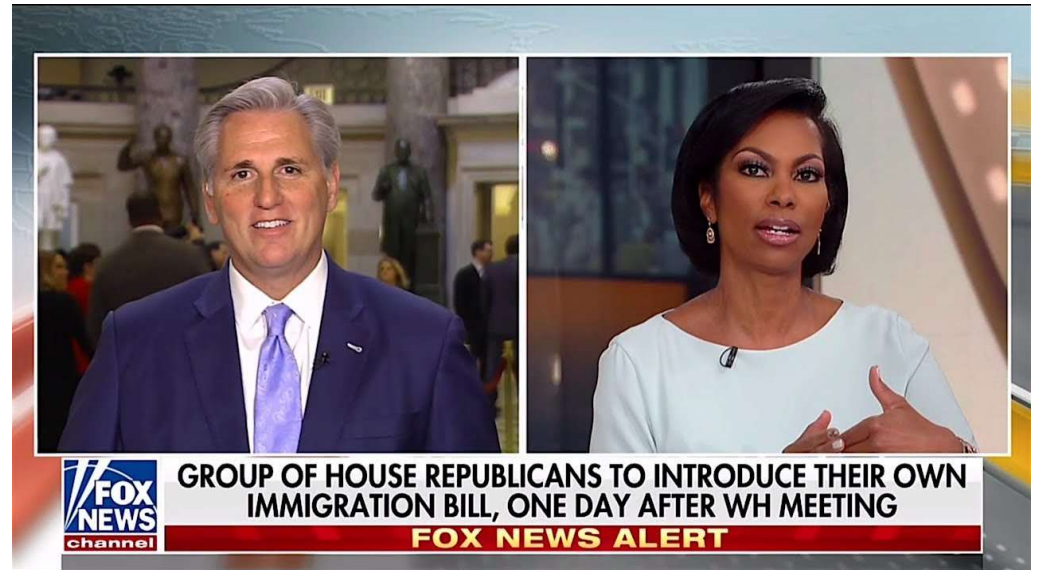 EXIT
GROUP OF HOUSE REPUBLICANS TO INTRODUCE THEIR OWN
IMMIGRATION BILL, ONE DAY AFTER WH MEETING
FOX
NEWS
channel
FOX NEWS ALERT